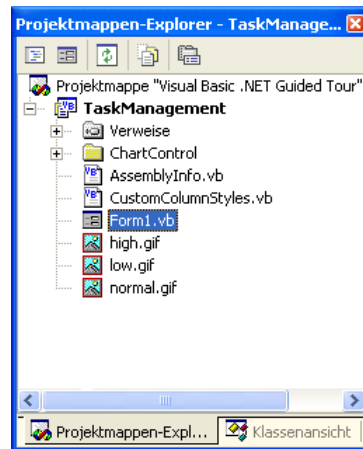 Projektmappen-Explorer - TaskManage...
Projektmappe "Visual Basic .NET Guided Tour"
TaskManagement
Verweise
ChartControl
AssemblyInfo.vb
CustomColumnStyles.vb
Form1.vb
high.gif
low.gif
normal.gif
Projektmappen-Expl... Klassenansicht